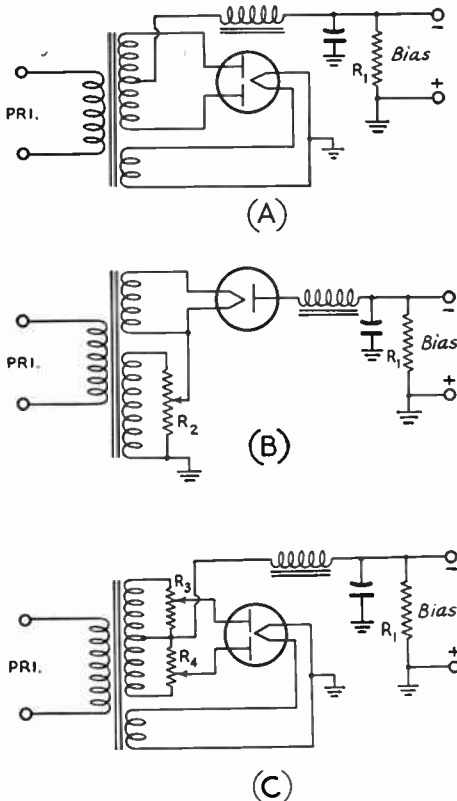 R1
Bias
−
+
PRI.
(A)
PRI.
R2
R1
Bias
−
+
(B)
PRI.
R3
R4
R1
Bias
−
+
(C)